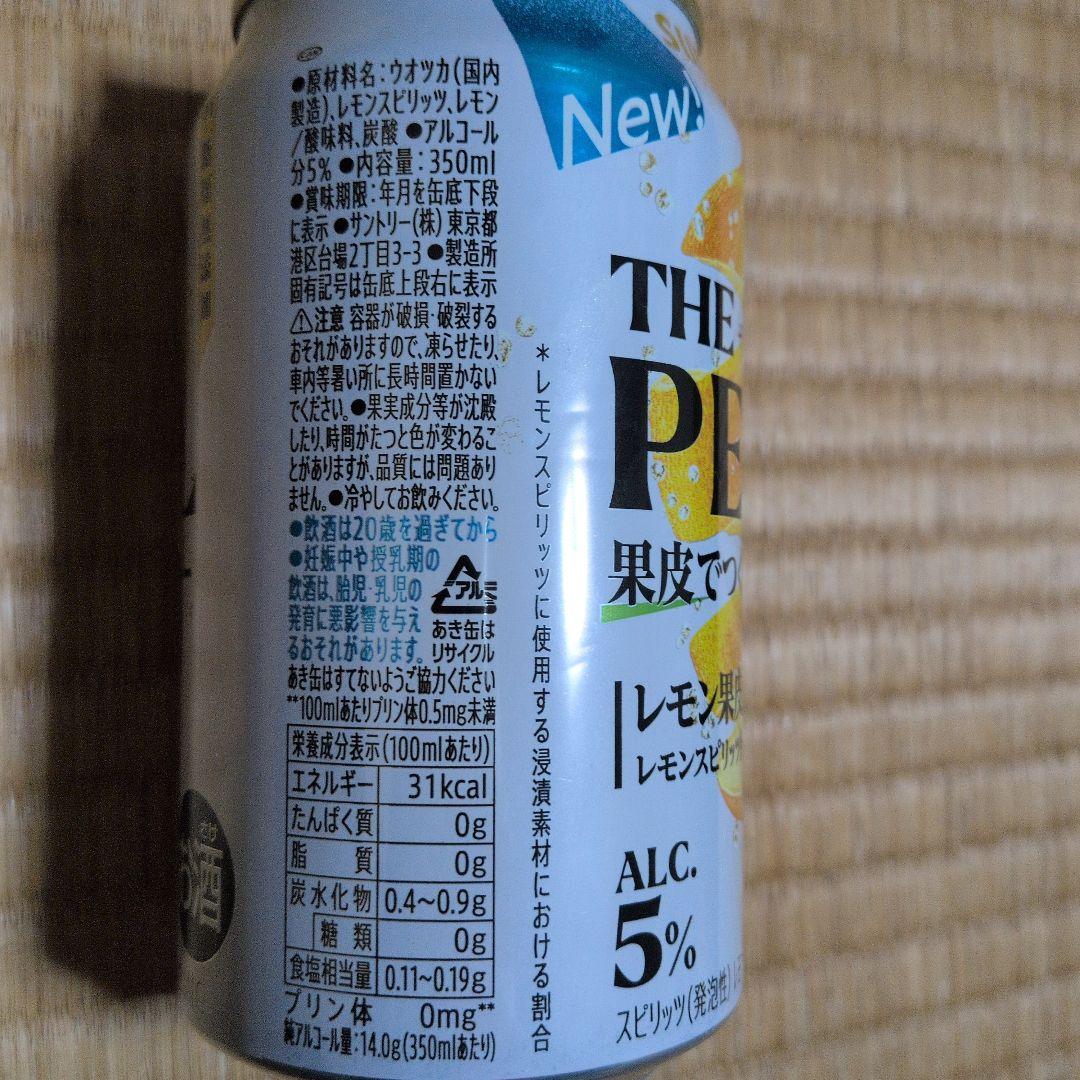 ●原材料名:ウオツカ(国内
製造)、レモンスピリッツ、レモン
/酸味料、炭酸 ●アルコール
分5% ●内容量:350ml
●賞味期限:年月を缶底下段
に表示 ●サントリー(株) 東京都
港区台場2丁目3-3 ●製造所
固有記号は缶底上段右に表示
⚠注意 容器が破損・破裂する
おそれがありますので、凍らせたり、
車内等暑い所に長時間置かない
でください。●果実成分等が沈殿
したり、時間がたつと色が変わるこ
とがありますが、品質には問題あり
ません。●冷やしてお飲みください。
●飲酒は20歳を過ぎてから
●妊娠中や授乳期の
飲酒は、胎児・乳児の
発育に悪影響を与え
るおそれがあります。
アルミ
あき缶は
リサイクル
あき缶はすてないようご協力ください
**100mlあたりプリン体0.5mg未満
栄養成分表示(100mlあたり)
エネルギー 31kcal
たんぱく質 0g
脂質 0g
炭水化物 0.4~0.9g
糖類 0g
食塩相当量 0.11~0.19g
プリン体 0mg**
純アルコール量:14.0g(350mlあたり)
*レモンスピリッツに使用する浸漬素材における割合
New!
THE
PE
果皮でつ
レモン果皮
レモンスピリッツ
ALC.
5%
スピリッツ(発泡性)
おさけ
酒